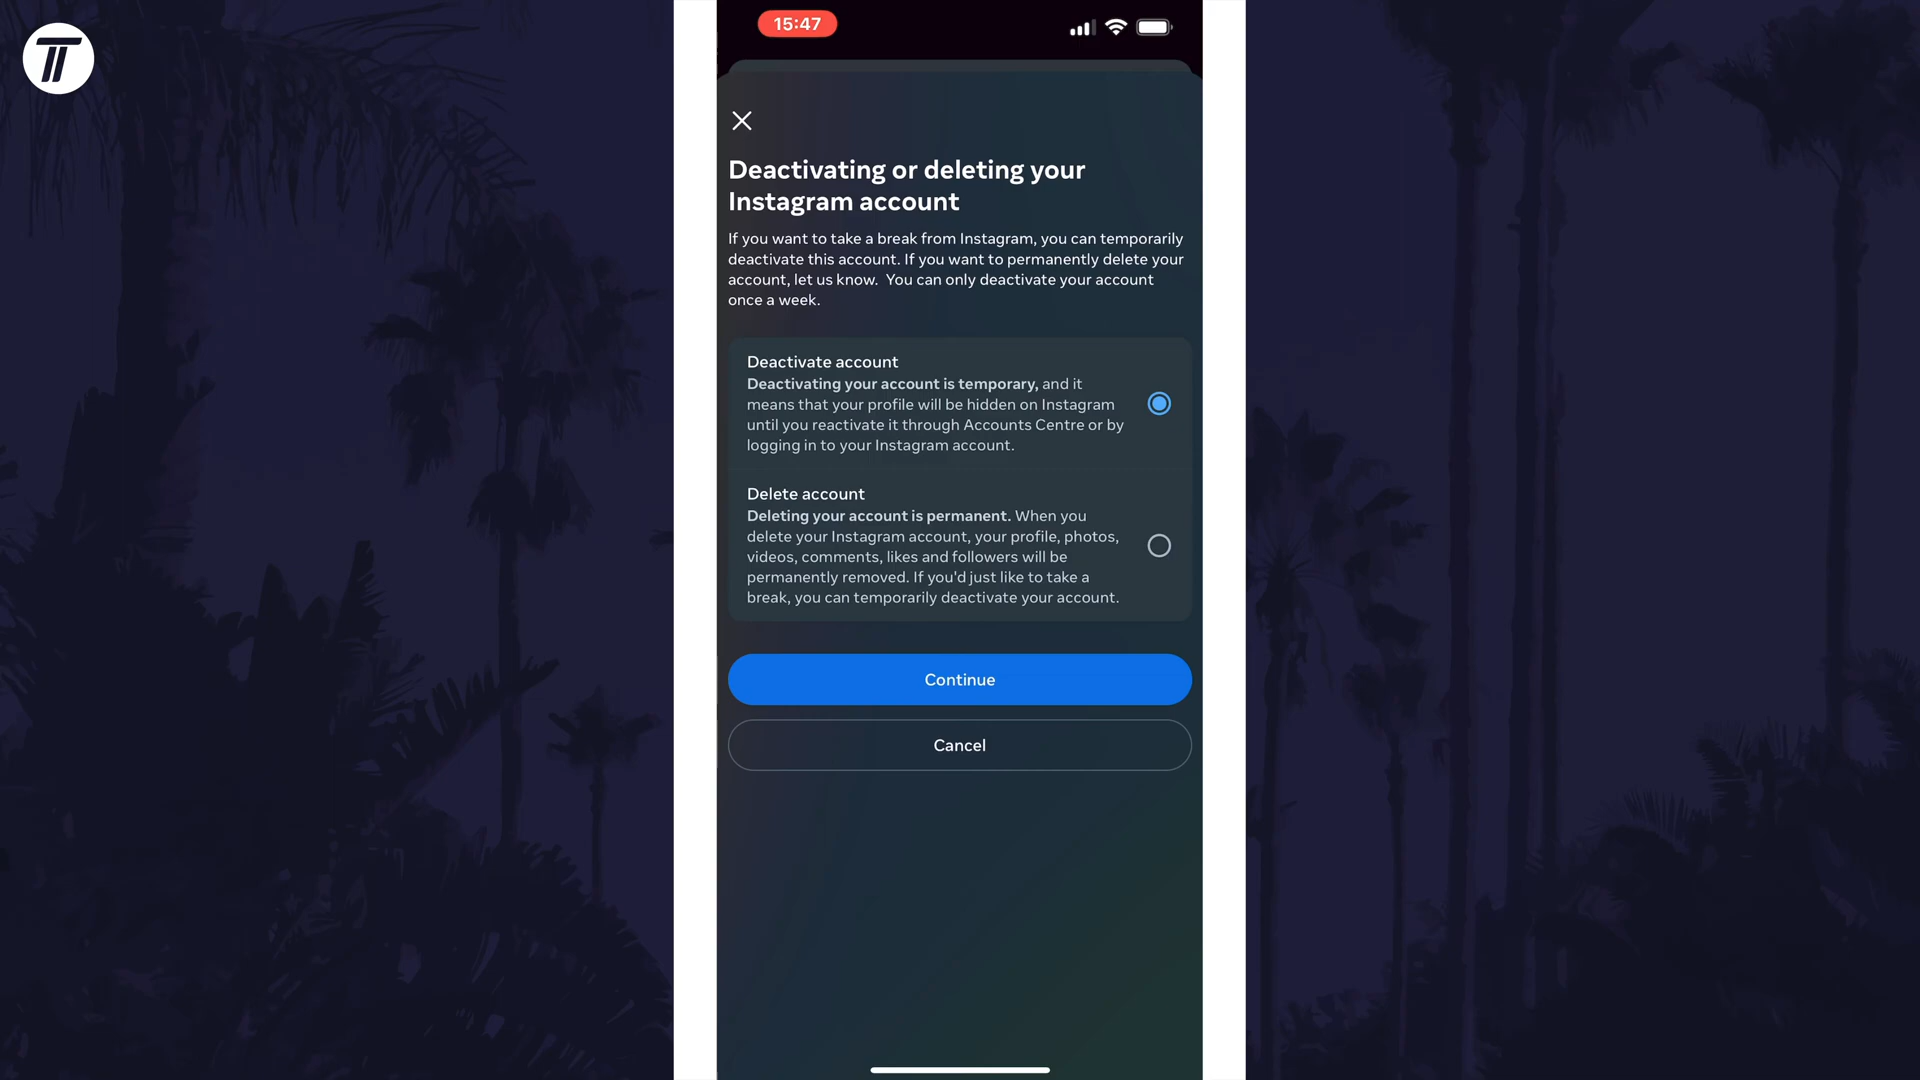 15:47
Deactivating or deleting your
Instagram account
If you want to take a break from Instagram, you can temporarily
deactivate this account. If you want to permanently delete your
account, let us know.  You can only deactivate your account
once a week.
Deactivate account
Deactivating your account is temporary, and it
means that your profile will be hidden on Instagram
until you reactivate it through Accounts Centre or by
logging in to your Instagram account.
Delete account
Deleting your account is permanent. When you
delete your Instagram account, your profile, photos,
videos, comments, likes and followers will be
permanently removed. If you'd just like to take a
break, you can temporarily deactivate your account.
Continue
Cancel